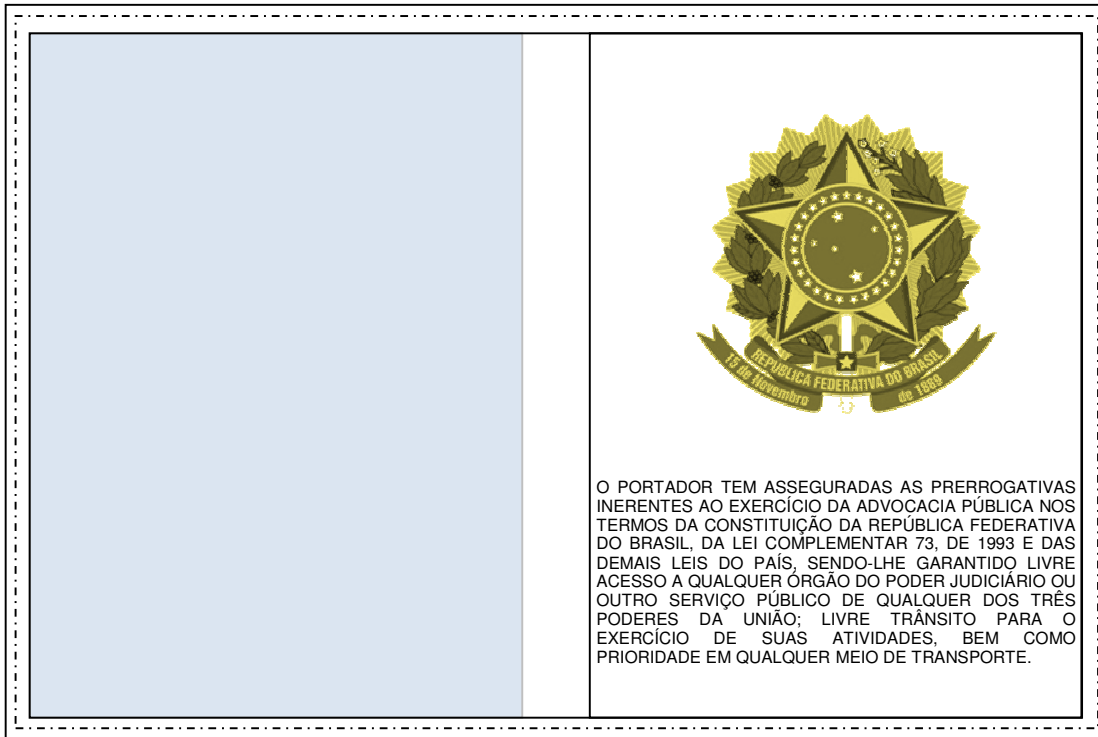 REPÚBLICA FEDERATIVA DO BRASIL
15 de Novembro de 1889
O PORTADOR TEM ASSEGURADAS AS PRERROGATIVAS
INERENTES AO EXERCÍCIO DA ADVOCACIA PÚBLICA NOS
TERMOS DA CONSTITUIÇÃO DA REPÚBLICA FEDERATIVA
DO BRASIL, DA LEI COMPLEMENTAR 73, DE 1993 E DAS
DEMAIS LEIS DO PAÍS, SENDO-LHE GARANTIDO LIVRE
ACESSO A QUALQUER ÓRGÃO DO PODER JUDICIÁRIO OU
OUTRO SERVIÇO PÚBLICO DE QUALQUER DOS TRÊS
PODERES DA UNIÃO; LIVRE TRÂNSITO PARA O
EXERCÍCIO DE SUAS ATIVIDADES, BEM COMO
PRIORIDADE EM QUALQUER MEIO DE TRANSPORTE.